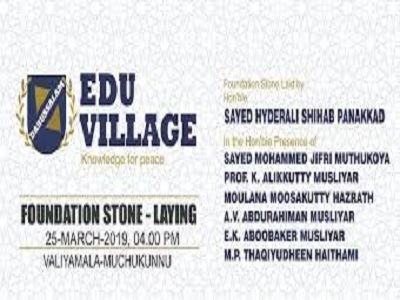 DARUSSALAM
EDU
VILLAGE
Knowledge for peace
FOUNDATION STONE - LAYING
25-MARCH-2019, 04.00 PM
VALIYAMALA-MUCHUKUNNU
Foundation Stone Laid by
Hon'ble
SAYED HYDERALI SHIHAB PANAKKAD
In the Hon'ble Presence of
SAYED MOHAMMED JIFRI MUTHUKOYA
PROF. K. ALIKKUTTY MUSLIYAR
MOULANA MOOSAKUTTY HAZRATH
A.V. ABDURAHIMAN MUSLIYAR
E.K. ABOOBAKER MUSLIYAR
M.P. THAQIYUDHEEN HAITHAMI